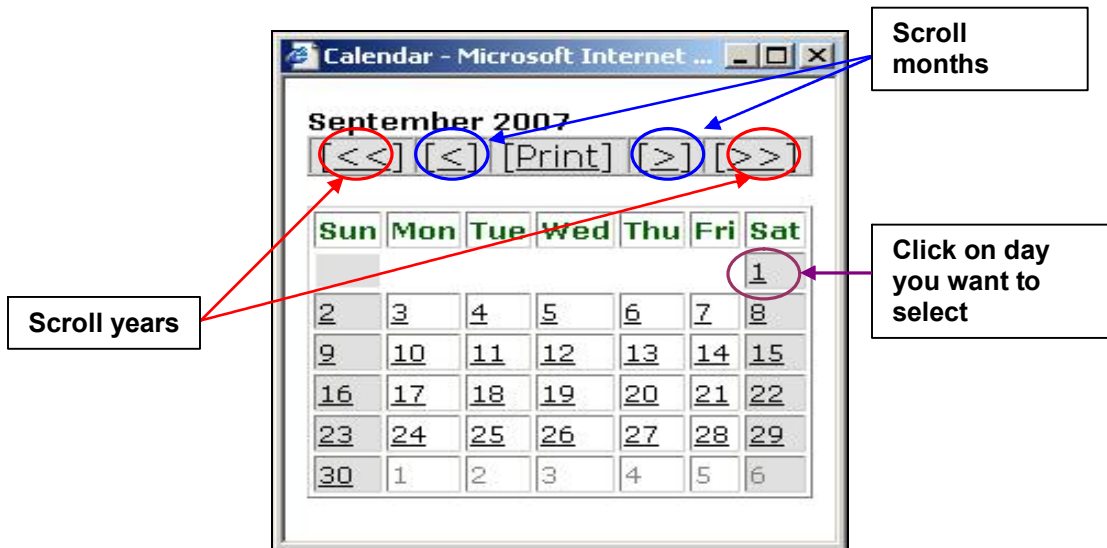 Calendar - Microsoft Internet ...
Scroll
months
September 2007
[<<] [<] [Print] [>] [>>]
Sun Mon Tue Wed Thu Fri Sat
1
2 3 4 5 6 7 8
9 10 11 12 13 14 15
16 17 18 19 20 21 22
23 24 25 26 27 28 29
30 1 2 3 4 5 6
Click on day
you want to
select
Scroll years